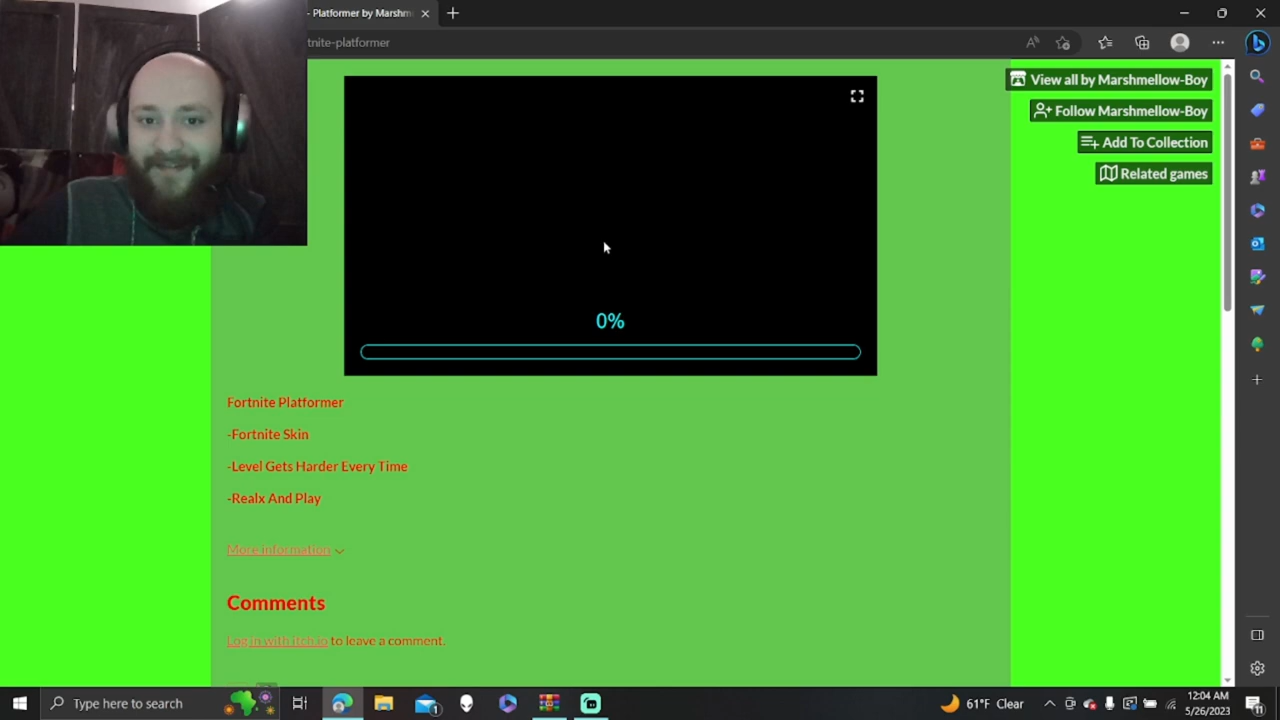 - Platformer by Marshm
tnite-platformer
View all by Marshmellow-Boy
Follow Marshmellow-Boy
Add To Collection
Related games
0%
Fortnite Platformer
-Fortnite Skin
-Level Gets Harder Every Time
-Realx And Play
More information
Comments
Log in with itch.io to leave a comment.
Type here to search
1
61°F Clear
12:04 AM
5/26/2023
11